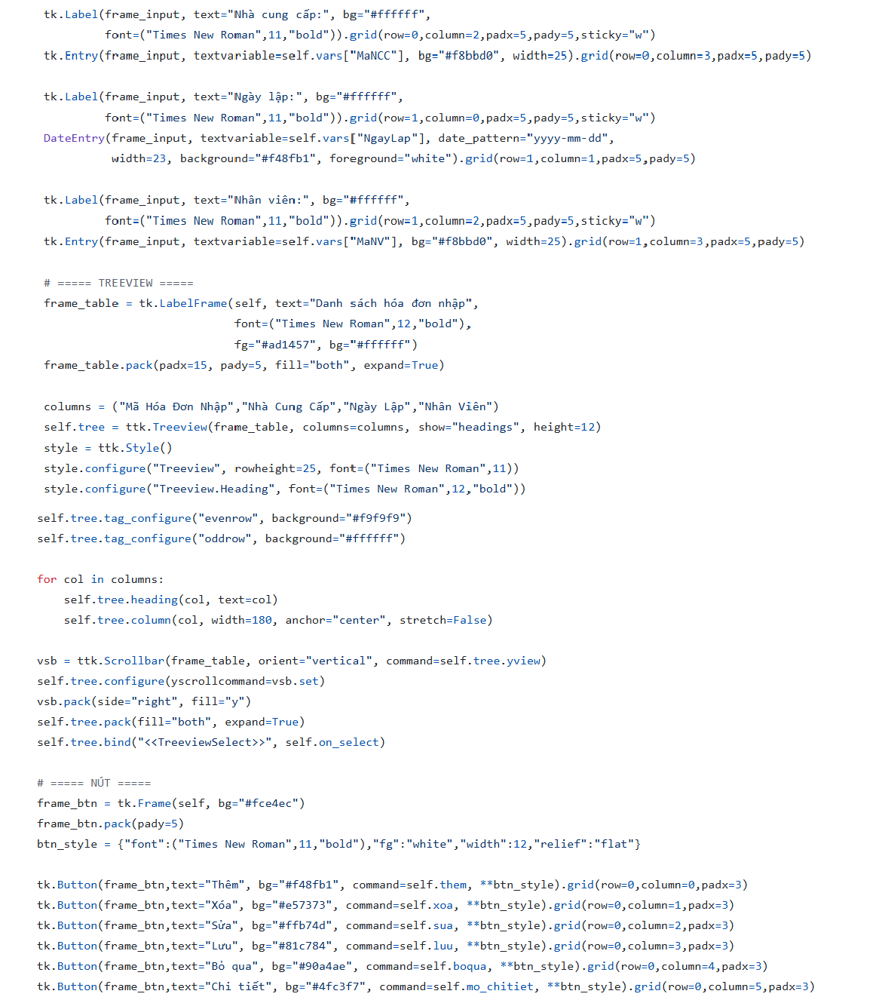 tk.Label(frame_input, text="Nhà cung cấp:", bg="#ffffff",
         font=("Times New Roman",11,"bold")).grid(row=0,column=2,padx=5,pady=5,sticky="w")
tk.Entry(frame_input, textvariable=self.vars["MaNCC"], bg="#f8bbd0", width=25).grid(row=0,column=3,padx=5,pady=5)
tk.Label(frame_input, text="Ngày lập:", bg="#ffffff",
         font=("Times New Roman",11,"bold")).grid(row=1,column=0,padx=5,pady=5,sticky="w")
DateEntry(frame_input, textvariable=self.vars["NgayLap"], date_pattern="yyyy-mm-dd",
          width=23, background="#f48fb1", foreground="white").grid(row=1,column=1,padx=5,pady=5)
tk.Label(frame_input, text="Nhân viên:", bg="#ffffff",
         font=("Times New Roman",11,"bold")).grid(row=1,column=2,padx=5,pady=5,sticky="w")
tk.Entry(frame_input, textvariable=self.vars["MaNV"], bg="#f8bbd0", width=25).grid(row=1,column=3,padx=5,pady=5)
# ===== TREEVIEW =====
frame_table = tk.LabelFrame(self, text="Danh sách hóa đơn nhập",
                            font=("Times New Roman",12,"bold"),
                            fg="#ad1457", bg="#ffffff")
frame_table.pack(padx=15, pady=5, fill="both", expand=True)
columns = ("Mã Hóa Đơn Nhập","Nhà Cung Cấp","Ngày Lập","Nhân Viên")
self.tree = ttk.Treeview(frame_table, columns=columns, show="headings", height=12)
style = ttk.Style()
style.configure("Treeview", rowheight=25, font=("Times New Roman",11))
style.configure("Treeview.Heading", font=("Times New Roman",12,"bold"))
self.tree.tag_configure("evenrow", background="#f9f9f9")
self.tree.tag_configure("oddrow", background="#ffffff")
for col in columns:
    self.tree.heading(col, text=col)
    self.tree.column(col, width=180, anchor="center", stretch=False)
vsb = ttk.Scrollbar(frame_table, orient="vertical", command=self.tree.yview)
self.tree.configure(yscrollcommand=vsb.set)
vsb.pack(side="right", fill="y")
self.tree.pack(fill="both", expand=True)
self.tree.bind("<<TreeviewSelect>>", self.on_select)
# ===== NÚT =====
frame_btn = tk.Frame(self, bg="#fce4ec")
frame_btn.pack(pady=5)
btn_style = {"font":("Times New Roman",11,"bold"),"fg":"white","width":12,"relief":"flat"}
tk.Button(frame_btn,text="Thêm", bg="#f48fb1", command=self.them, **btn_style).grid(row=0,column=0,padx=3)
tk.Button(frame_btn,text="Xóa", bg="#e57373", command=self.xoa, **btn_style).grid(row=0,column=1,padx=3)
tk.Button(frame_btn,text="Sửa", bg="#ffb74d", command=self.sua, **btn_style).grid(row=0,column=2,padx=3)
tk.Button(frame_btn,text="Lưu", bg="#81c784", command=self.luu, **btn_style).grid(row=0,column=3,padx=3)
tk.Button(frame_btn,text="Bỏ qua", bg="#90a4ae", command=self.boqua, **btn_style).grid(row=0,column=4,padx=3)
tk.Button(frame_btn,text="Chi tiết", bg="#4fc3f7", command=self.mo_chitiet, **btn_style).grid(row=0,column=5,padx=3)